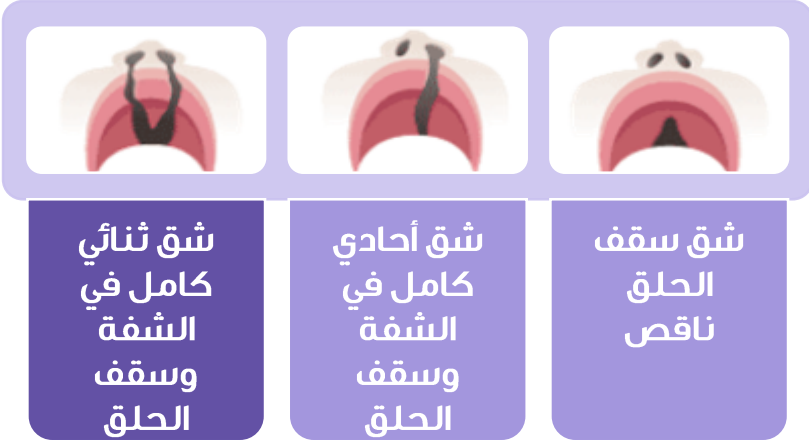 شق سقف
الحلق
ناقص
شق أحادي
كامل في
الشفة
وسقف
الحلق
شق ثنائي
كامل في
الشفة
وسقف
الحلق